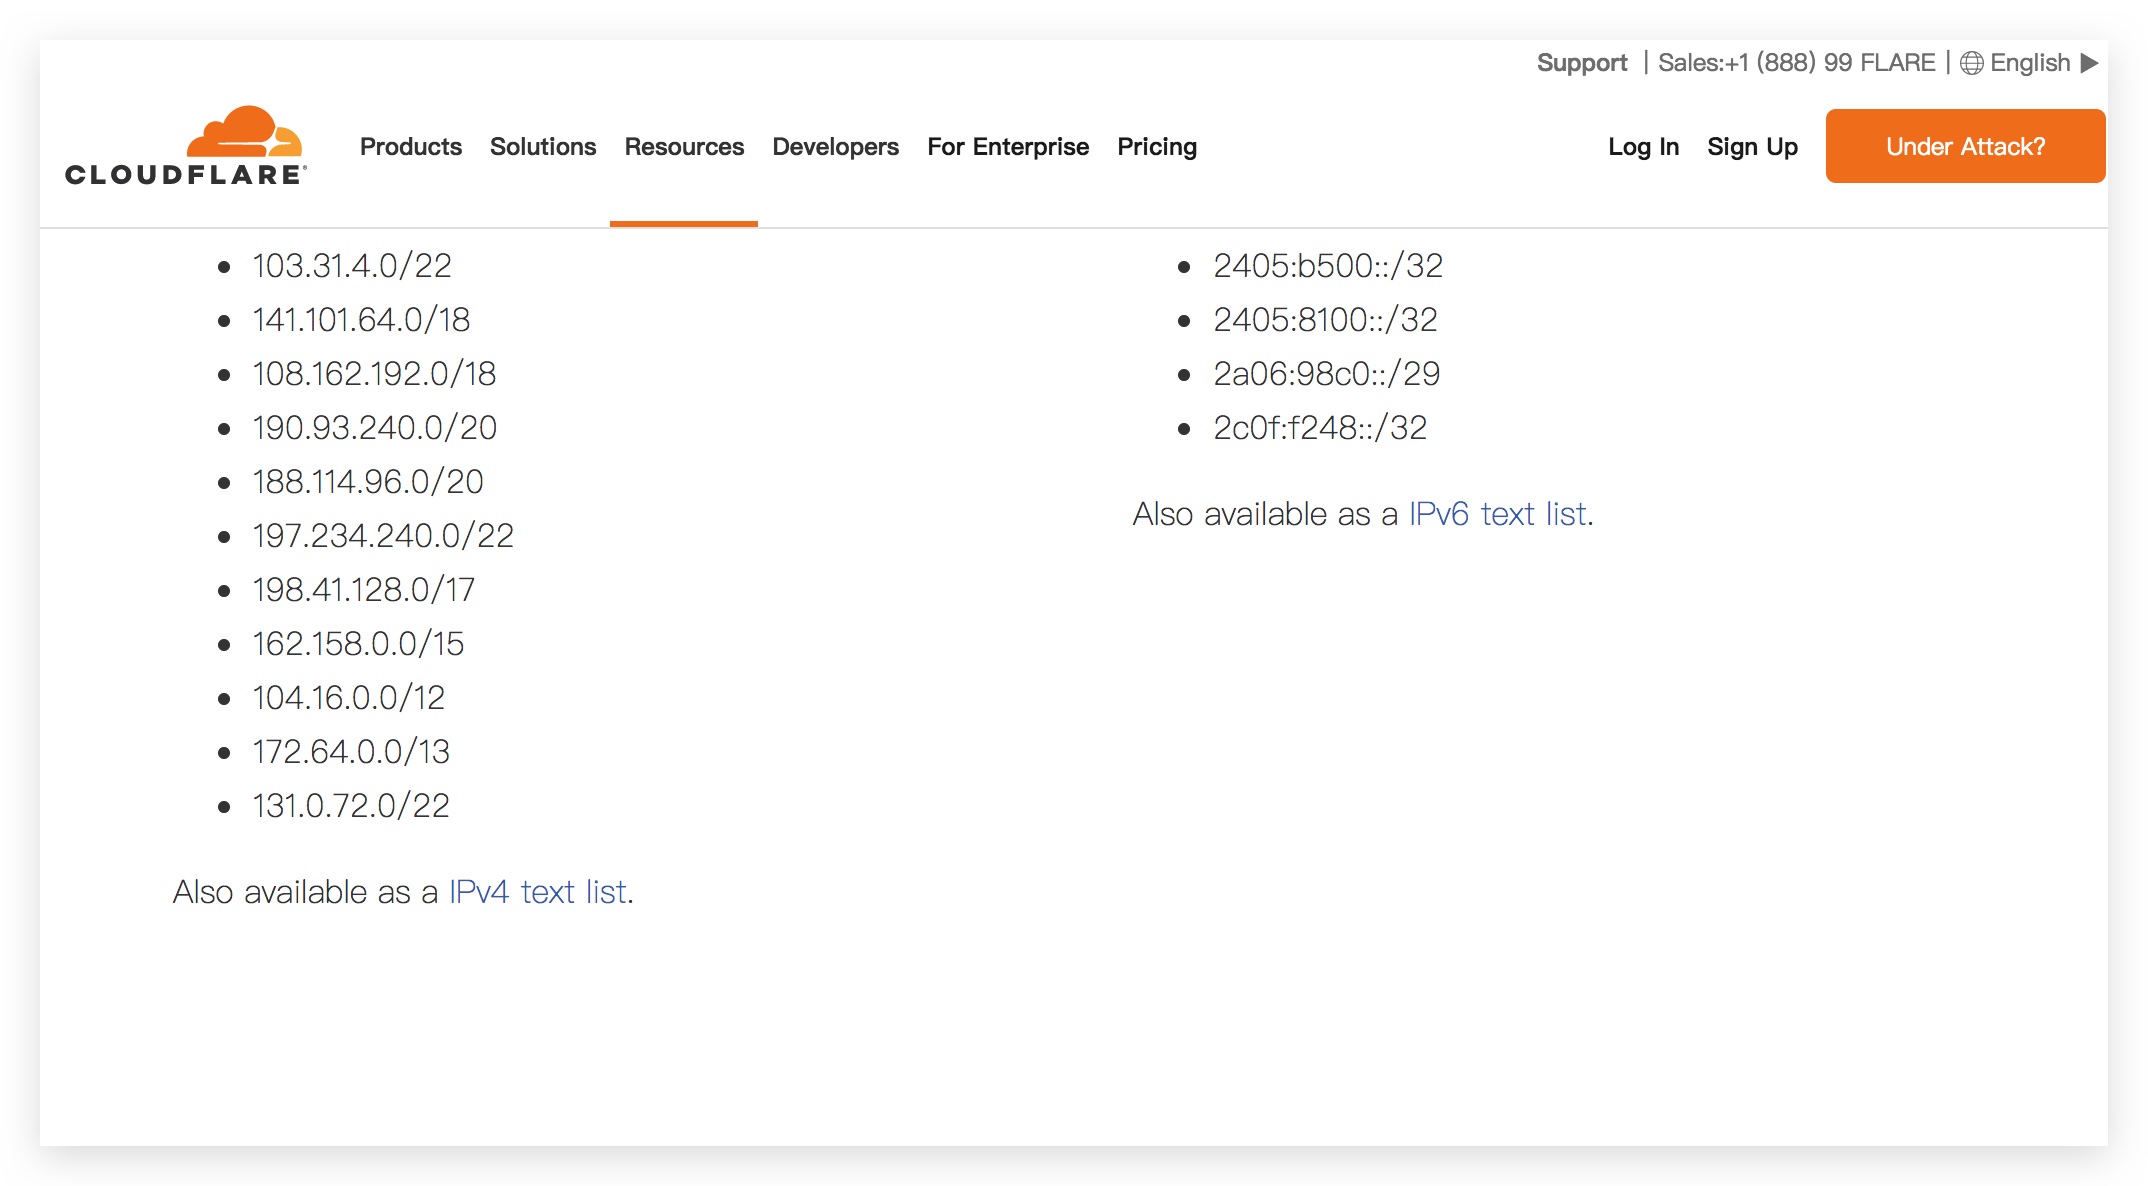 Support | Sales:+1 (888) 99 FLARE | English
CLOUDFLARE
Products Solutions Resources Developers For Enterprise Pricing Log In Sign Up Under Attack?
103.31.4.0/22
141.101.64.0/18
108.162.192.0/18
190.93.240.0/20
188.114.96.0/20
197.234.240.0/22
198.41.128.0/17
162.158.0.0/15
104.16.0.0/12
172.64.0.0/13
131.0.72.0/22
Also available as a IPv4 text list.
2405:b500::/32
2405:8100::/32
2a06:98c0::/29
2c0f:f248::/32
Also available as a IPv6 text list.